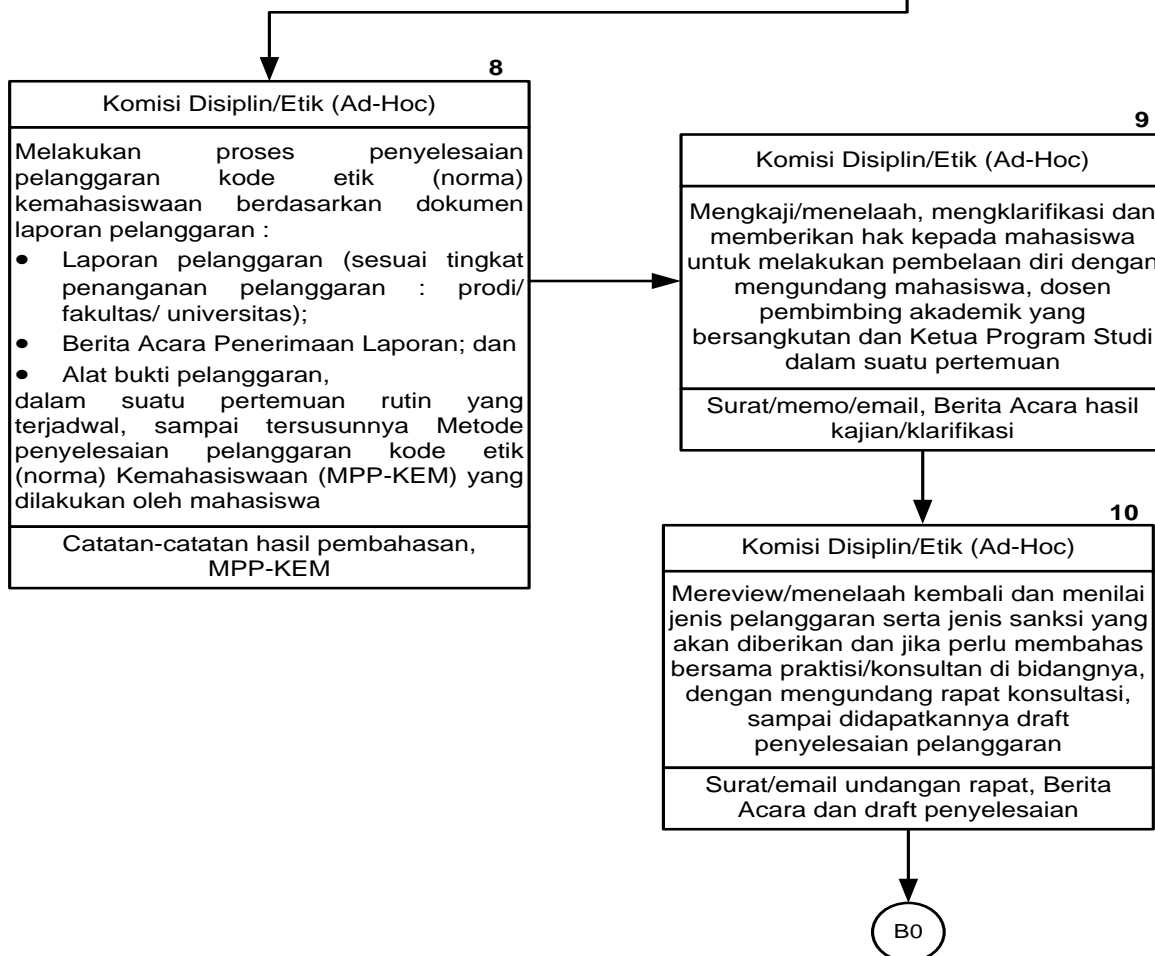 8
Komisi Disiplin/Etik (Ad-Hoc)
Melakukan proses penyelesaian
pelanggaran kode etik (norma)
kemahasiswaan berdasarkan dokumen
laporan pelanggaran :
• Laporan pelanggaran (sesuai tingkat
penanganan pelanggaran : prodi/
fakultas/ universitas);
• Berita Acara Penerimaan Laporan; dan
• Alat bukti pelanggaran,
dalam suatu pertemuan rutin yang
terjadwal, sampai tersusunnya Metode
penyelesaian pelanggaran kode etik
(norma) Kemahasiswaan (MPP-KEM) yang
dilakukan oleh mahasiswa
Catatan-catatan hasil pembahasan,
MPP-KEM
9
Komisi Disiplin/Etik (Ad-Hoc)
Mengkaji/menelaah, mengklarifikasi dan
memberikan hak kepada mahasiswa
untuk melakukan pembelaan diri dengan
mengundang mahasiswa, dosen
pembimbing akademik yang
bersangkutan dan Ketua Program Studi
dalam suatu pertemuan
Surat/memo/email, Berita Acara hasil
kajian/klarifikasi
10
Komisi Disiplin/Etik (Ad-Hoc)
Mereview/menelaah kembali dan menilai
jenis pelanggaran serta jenis sanksi yang
akan diberikan dan jika perlu membahas
bersama praktisi/konsultan di bidangnya,
dengan mengundang rapat konsultasi,
sampai didapatkannya draft
penyelesaian pelanggaran
Surat/email undangan rapat, Berita
Acara dan draft penyelesaian
B0